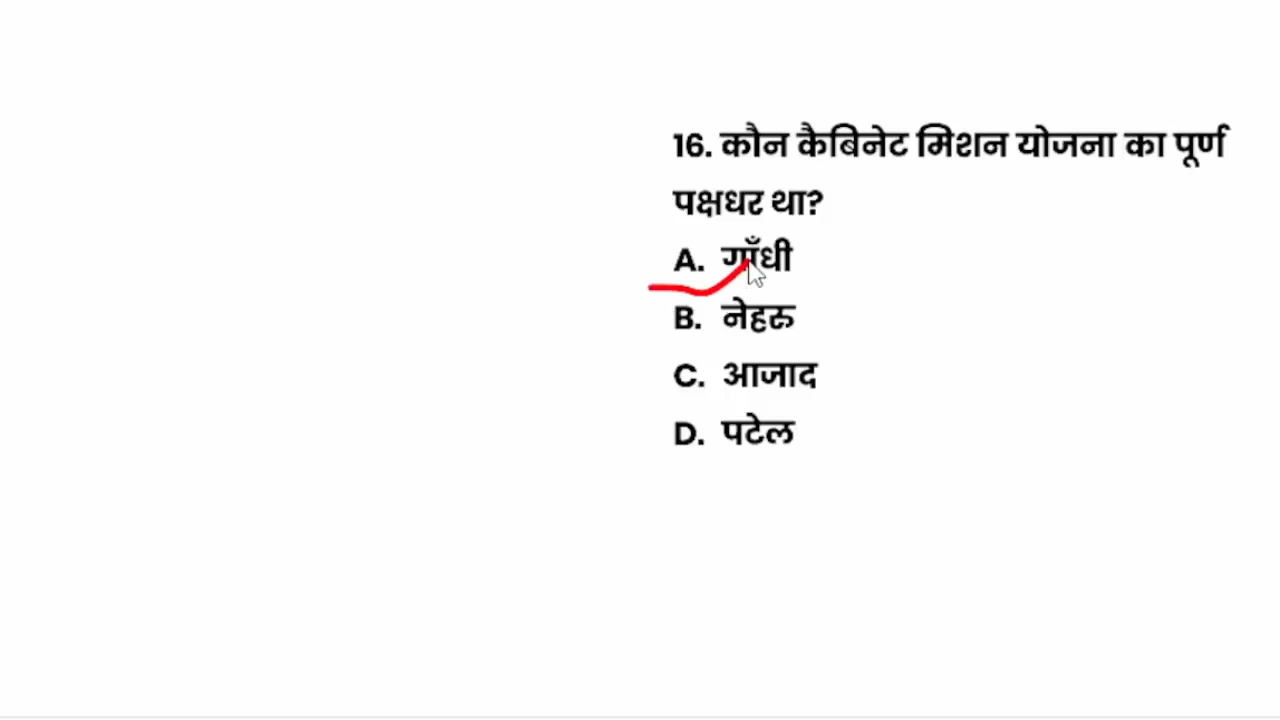 16. कौन कैबिनेट मिशन योजना का पूर्ण
पक्षधर था?
A. गाँधी
B. नेहरु
C. आजाद
D. पटेल